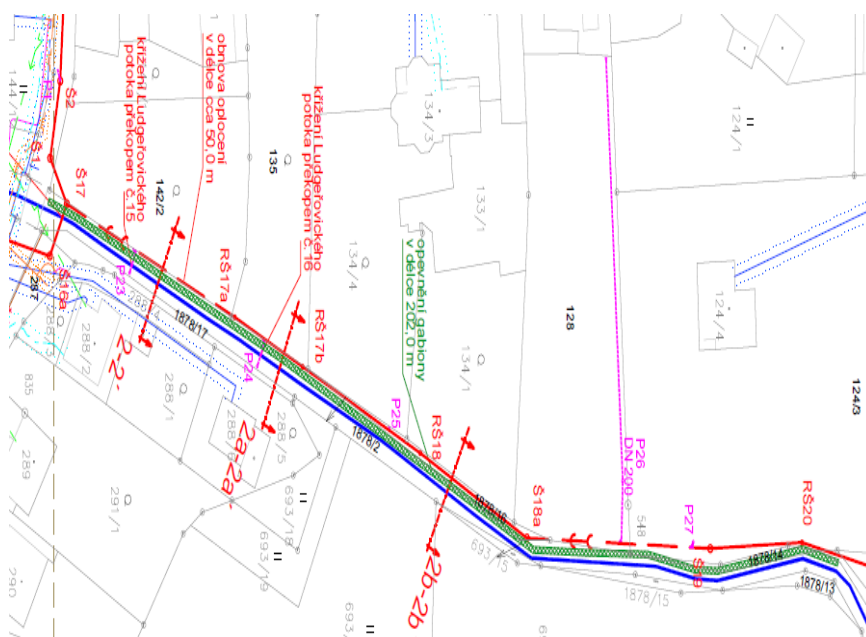 Š2
Š1
Š17
Š16a
křížení Ludgeřovického
potoka překopem č.15
obnova oplocení
v délce cca 50,0 m
křížení Ludgeřovického
potoka překopem č.16
opevnění gabiony
v délce 202,0 m
142/2
135
134/3
133/1
134/4
134/1
128
124/1
124/4
124/3
RŠ17a
RŠ17b
RŠ18
Š18a
RŠ20
P23
P24
P25
P26
DN 200
P27
548
287
288/2
288/1
288/5
1878/17
1878/2
1878/16
1878/14
1878/13
1878/15
693/15
693/18
693/19
2-2'
2a-2a'
2b-2b'
835
289
290
291/1